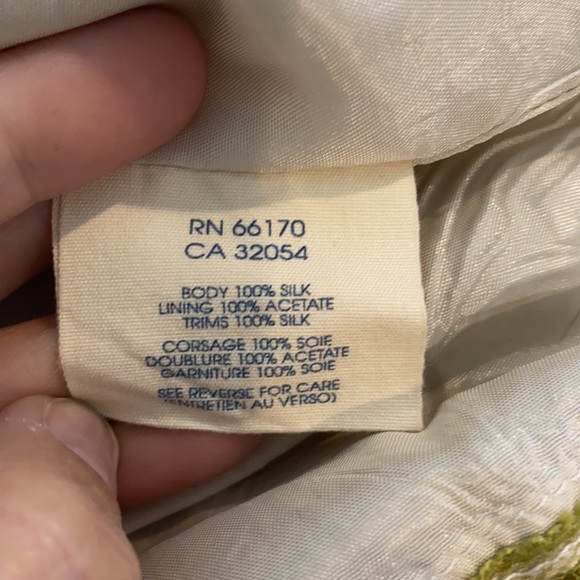 RN 66170
CA 32054
BODY 100% SILK
LINING 100% ACETATE
TRIMS 100% SILK
CORSAGE 100% SOIE
DOUBLURE 100% ACETATE
GARNITURE 100% SOIE
SEE REVERSE FOR CARE
(ENTRETIEN AU VERSO)